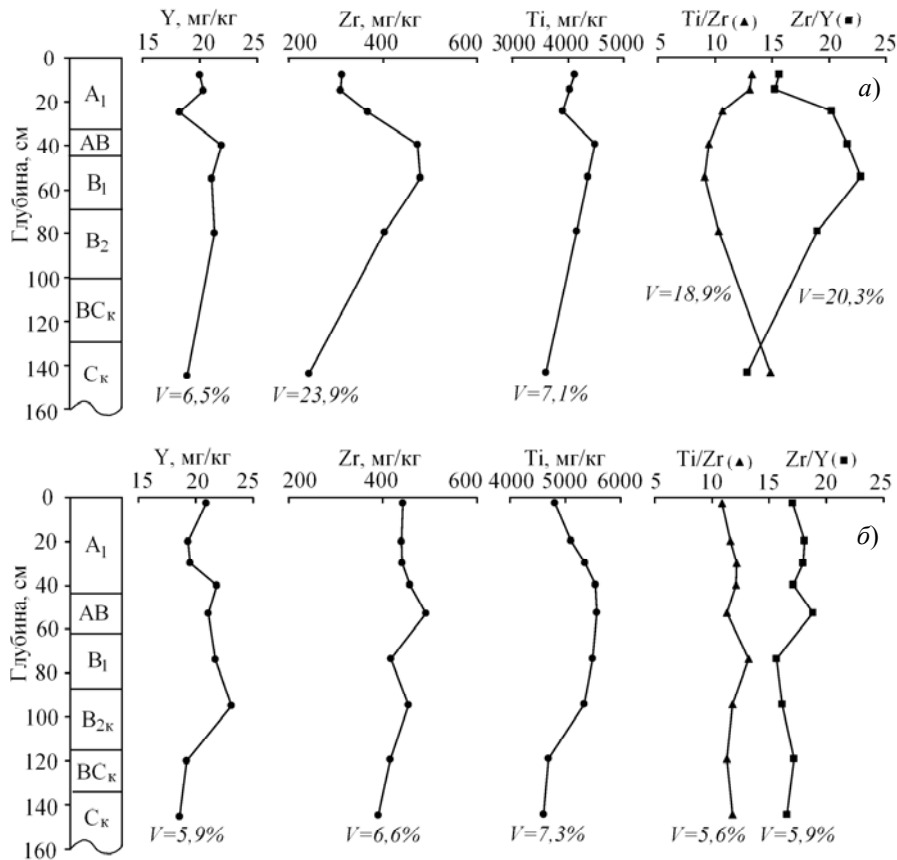 Y, мг/кг Zr, мг/кг Ti, мг/кг Ti/Zr (▲) Zr/Y (■)
15 20 25 200 400 600 3000 4000 5000 5 10 15 20 25
а)
Глубина, см
0
20
40
60
80
100
120
140
160
A₁
AB
B₁
B₂
BCк
Cк
V=6,5% V=23,9% V=7,1% V=18,9% V=20,3%
Y, мг/кг Zr, мг/кг Ti, мг/кг Ti/Zr (▲) Zr/Y (■)
15 20 25 200 400 600 4000 5000 6000 5 10 15 20 25
б)
Глубина, см
0
20
40
60
80
100
120
140
160
A₁
AB
B₁
B₂к
BCк
Cк
V=5,9% V=6,6% V=7,3% V=5,6% V=5,9%